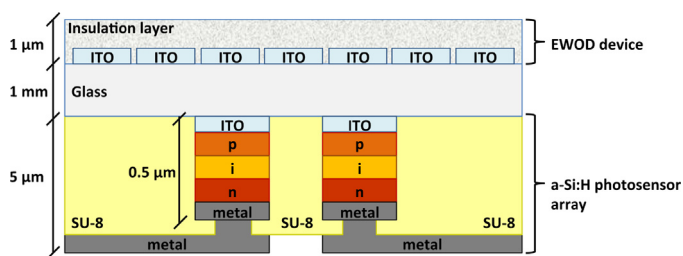 Insulation layer
1 μm
ITO ITO ITO ITO ITO ITO ITO
EWOD device
1 mm
Glass
ITO ITO
p p
0.5 μm
i i
5 μm
n n
a-Si:H photosensor
array
metal metal
SU-8 SU-8 SU-8
metal metal